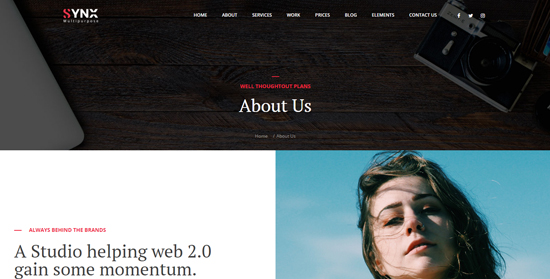 SYNX
Multipurpose
HOME ABOUT SERVICES WORK PRICES BLOG ELEMENTS CONTACT US
WELL THOUGHTOUT PLANS
About Us
Home / About Us
ALWAYS BEHIND THE BRANDS
A Studio helping web 2.0
gain some momentum.